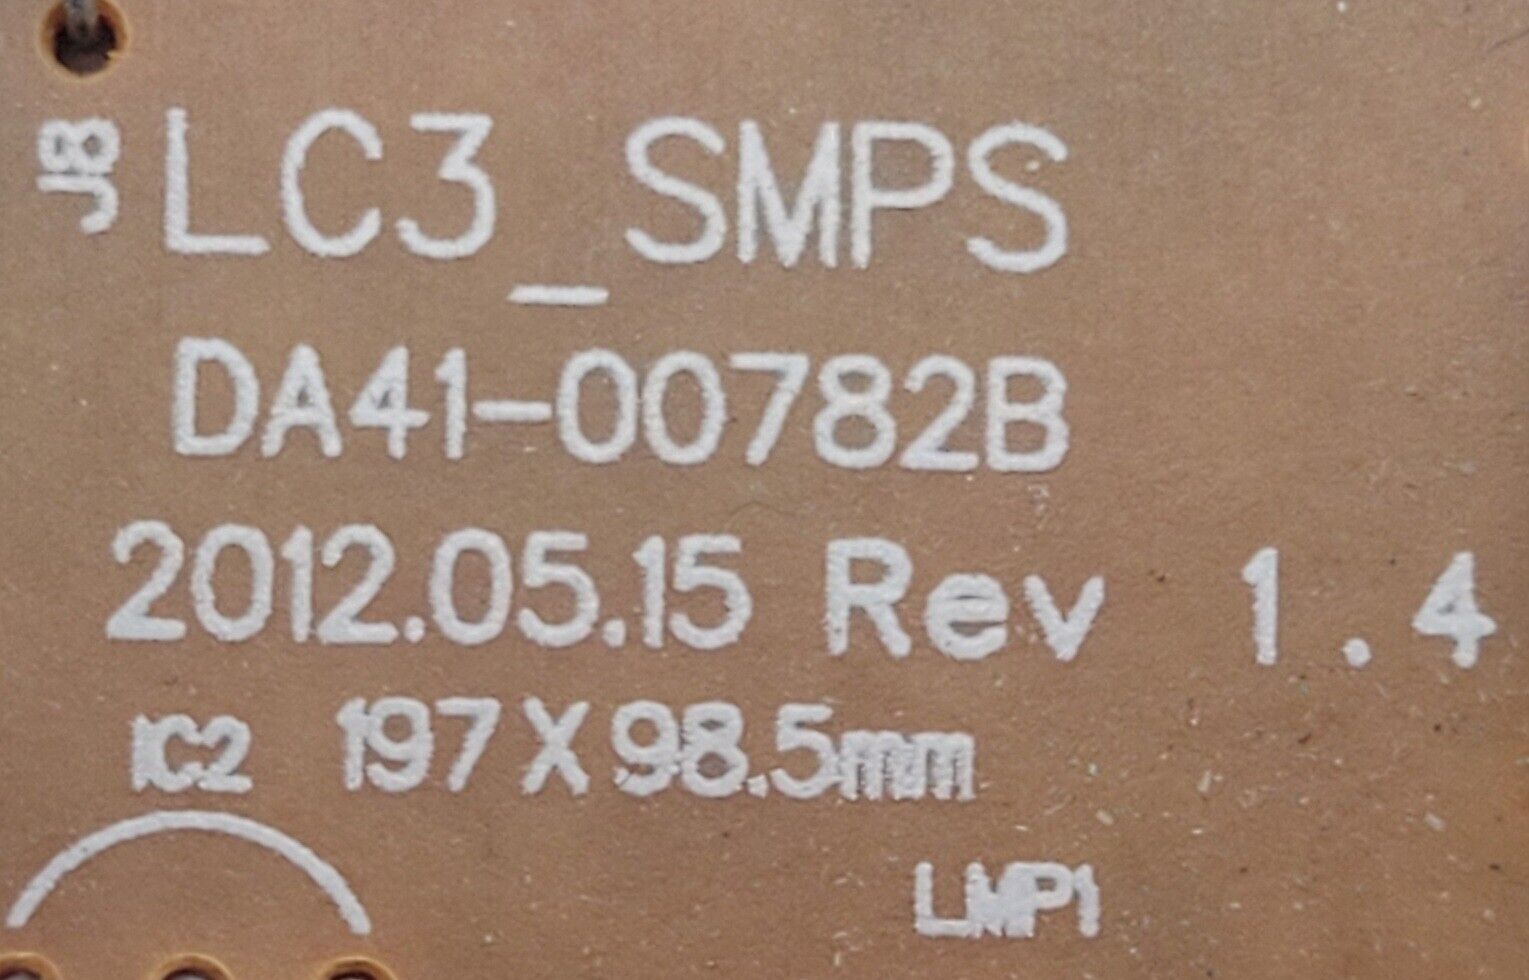 J8
LC3_SMPS
DA41-00782B
2012.05.15 Rev 1.4
IC2 197X98.5mm
LMP1